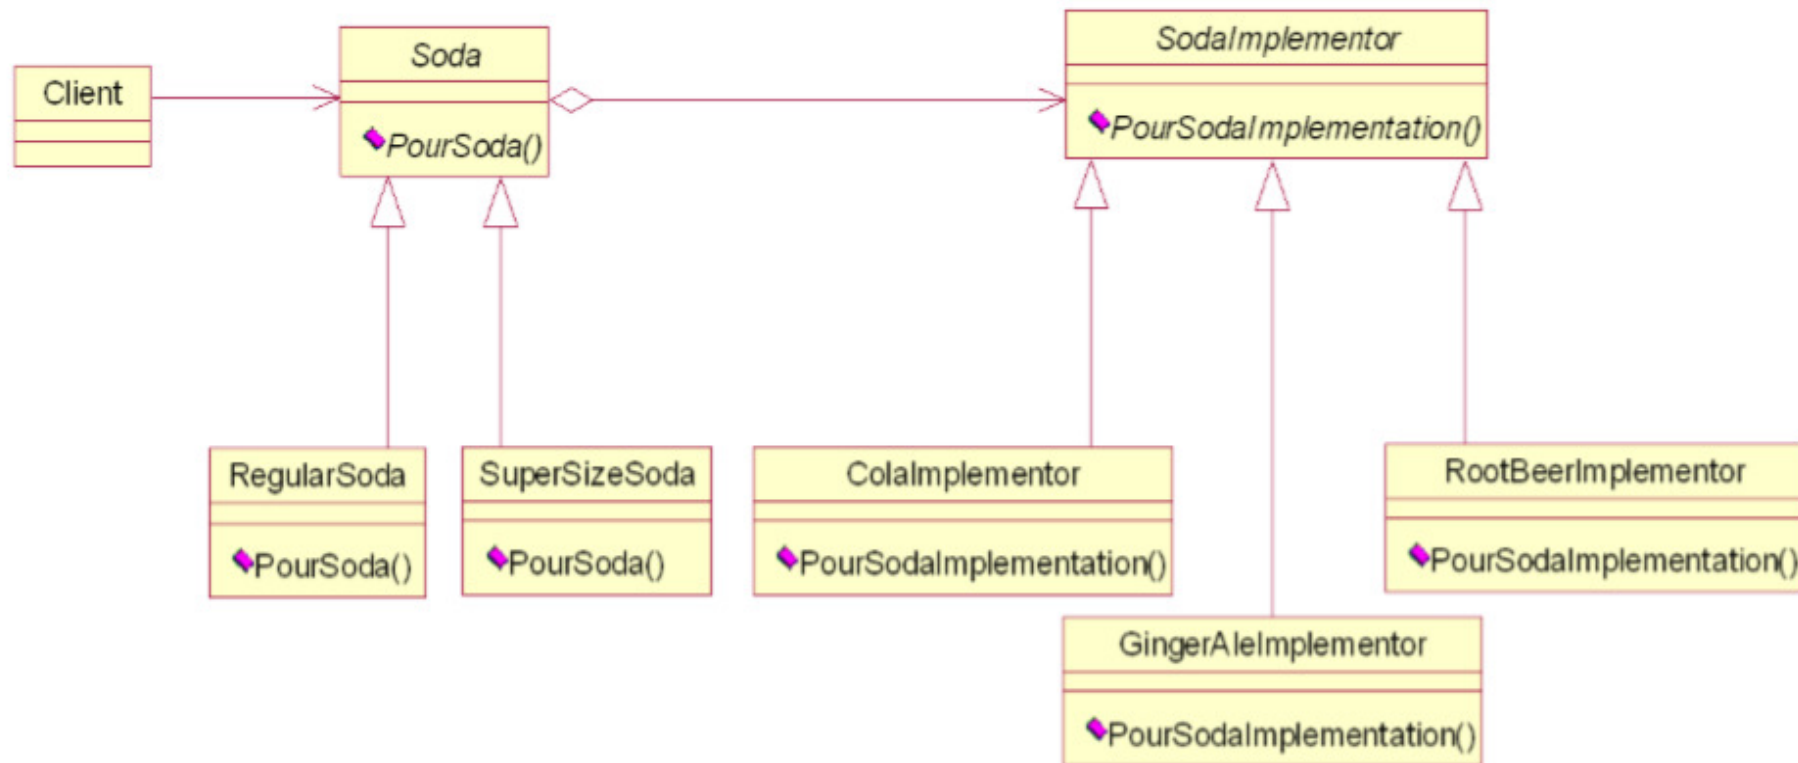 Client
Soda
PourSoda()
SodaImplementor
PourSodaImplementation()
RegularSoda
PourSoda()
SuperSizeSoda
PourSoda()
ColaImplementor
PourSodaImplementation()
RootBeerImplementor
PourSodaImplementation()
GingerAleImplementor
PourSodaImplementation()